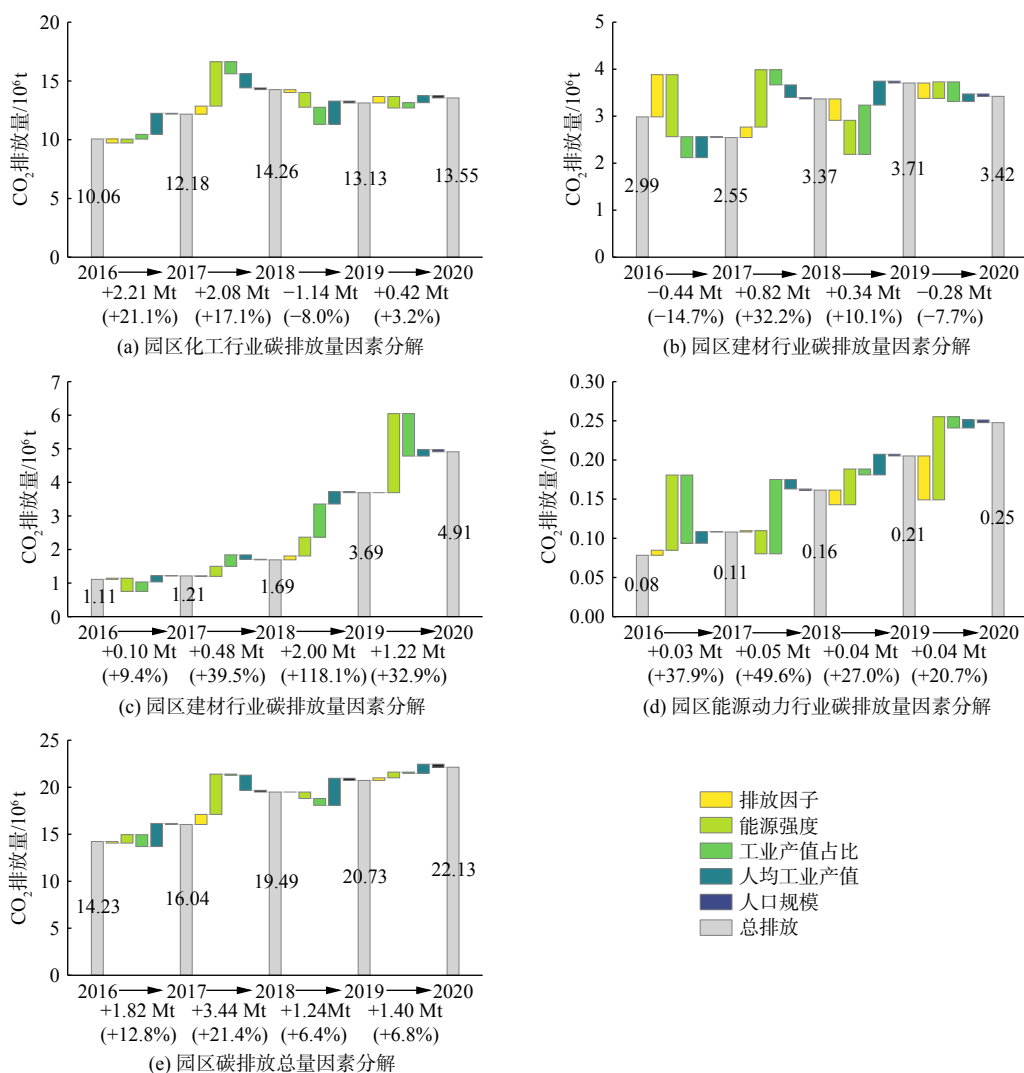 CO₂排放量/10⁶ t
20
15
10
5
0
10.06
12.18
14.26
13.13
13.55
2016 2017 2018 2019 2020
+2.21 Mt +2.08 Mt −1.14 Mt +0.42 Mt
(+21.1%) (+17.1%) (−8.0%) (+3.2%)
(a) 园区化工行业碳排放量因素分解
CO₂排放量/10⁶ t
5
4
3
2
1
0
2.99
2.55
3.37
3.71
3.42
2016 2017 2018 2019 2020
−0.44 Mt +0.82 Mt +0.34 Mt −0.28 Mt
(−14.7%) (+32.2%) (+10.1%) (−7.7%)
(b) 园区建材行业碳排放量因素分解
CO₂排放量/10⁶ t
7
6
5
4
3
2
1
0
1.11
1.21
1.69
3.69
4.91
2016 2017 2018 2019 2020
+0.10 Mt +0.48 Mt +2.00 Mt +1.22 Mt
(+9.4%) (+39.5%) (+118.1%) (+32.9%)
(c) 园区建材行业碳排放量因素分解
CO₂排放量/10⁶ t
0.30
0.25
0.20
0.15
0.10
0.05
0.00
0.08
0.11
0.16
0.21
0.25
2016 2017 2018 2019 2020
+0.03 Mt +0.05 Mt +0.04 Mt +0.04 Mt
(+37.9%) (+49.6%) (+27.0%) (+20.7%)
(d) 园区能源动力行业碳排放量因素分解
CO₂排放量/10⁶ t
25
20
15
10
5
0
14.23
16.04
19.49
20.73
22.13
2016 2017 2018 2019 2020
+1.82 Mt +3.44 Mt +1.24Mt +1.40 Mt
(+12.8%) (+21.4%) (+6.4%) (+6.8%)
(e) 园区碳排放总量因素分解
排放因子
能源强度
工业产值占比
人均工业产值
人口规模
总排放